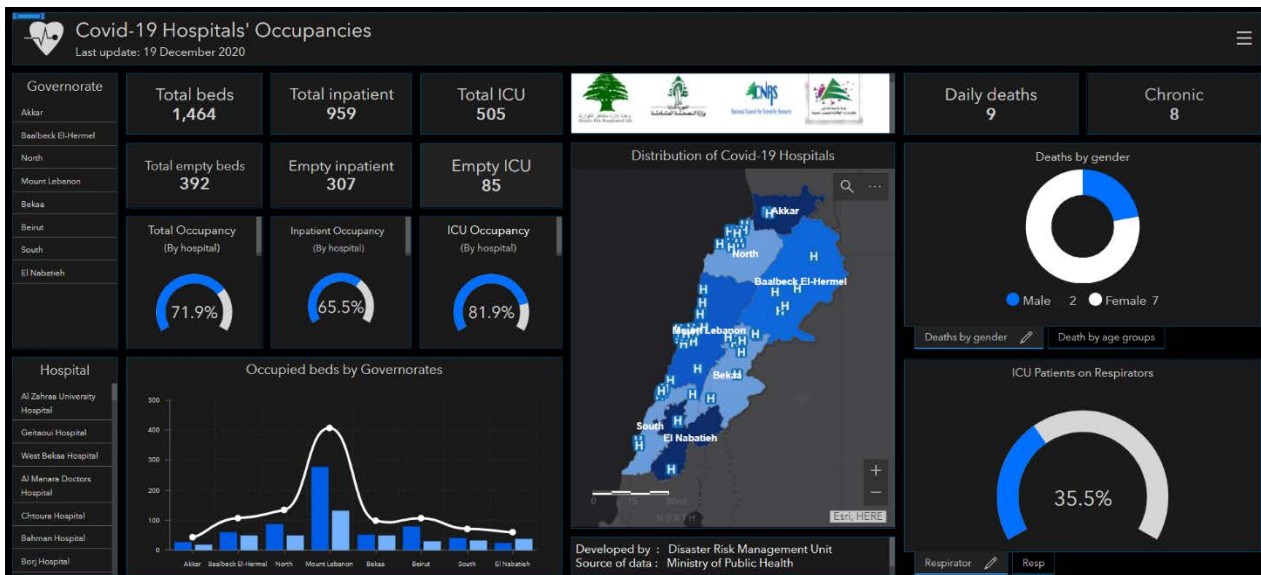 Covid-19 Hospitals' Occupancies
Last update: 19 December 2020
Governorate
Akkar
Baalbeck El-Hermel
North
Mount Lebanon
Bekaa
Beirut
South
El Nabatieh
Total beds
1,464
Total inpatient
959
Total ICU
505
Total empty beds
392
Empty inpatient
307
Empty ICU
85
Total Occupancy
(By hospital)
71.9%
Inpatient Occupancy
(By hospital)
65.5%
ICU Occupancy
(By hospital)
81.9%
CNRS
Distribution of Covid-19 Hospitals
Akkar
North
Baalbeck El-Hermel
Mount Lebanon
Bekaa
South
El Nabatieh
Esri, HERE
Developed by : Disaster Risk Management Unit
Source of data : Ministry of Public Health
Daily deaths
9
Chronic
8
Deaths by gender
Male 2 Female 7
Deaths by gender
Death by age groups
ICU Patients on Respirators
35.5%
Respirator
Resp
Hospital
Al Zahraa University
Hospital
Geitaoui Hospital
West Bekaa Hospital
Al Manara Doctors
Hospital
Chtoura Hospital
Bahman Hospital
Borj Hospital
Occupied beds by Governorates
500
400
300
200
100
0
Akkar Baalbeck El-Hermel North Mount Lebanon Bekaa Beirut South El Nabatieh